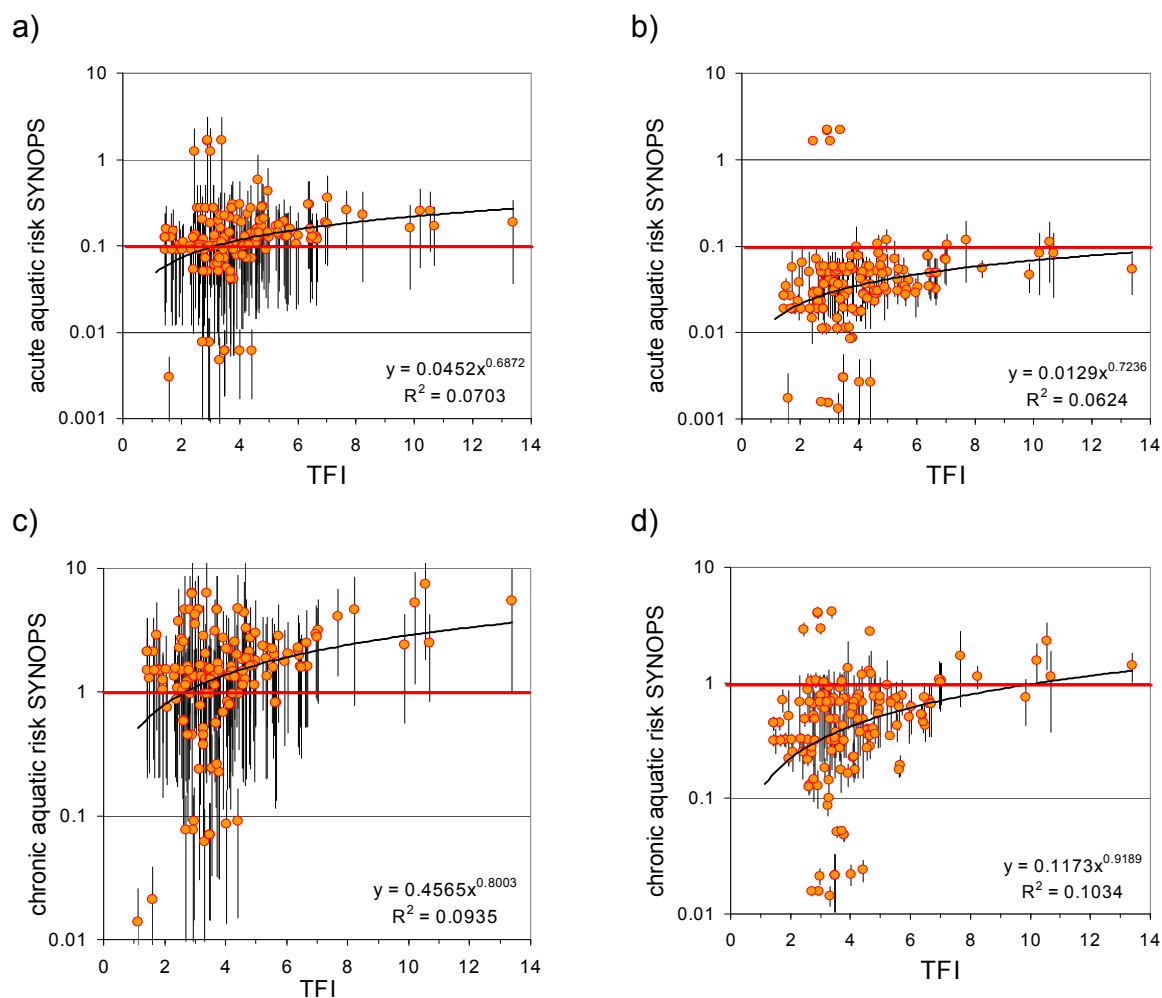 a)
10
1
0.1
0.01
0.001
acute aquatic risk SYNOPS
y = 0.0452x^0.6872
R² = 0.0703
0 2 4 6 8 10 12 14
TFI
b)
10
1
0.1
0.01
0.001
acute aquatic risk SYNOPS
y = 0.0129x^0.7236
R² = 0.0624
0 2 4 6 8 10 12 14
TFI
c)
10
1
0.1
0.01
chronic aquatic risk SYNOPS
y = 0.4565x^0.8003
R² = 0.0935
0 2 4 6 8 10 12 14
TFI
d)
10
1
0.1
0.01
chronic aquatic risk SYNOPS
y = 0.1173x^0.9189
R² = 0.1034
0 2 4 6 8 10 12 14
TFI